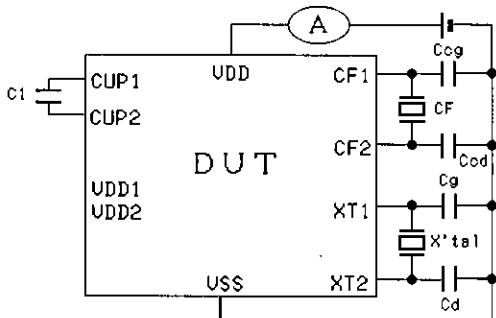 A
VDD
Ccg
C1
CUP1
CF1
CF
CUP2
CF2
Ccd
DUT
Cg
VDD1
VDD2
XT1
X'tal
VSS
XT2
Cd